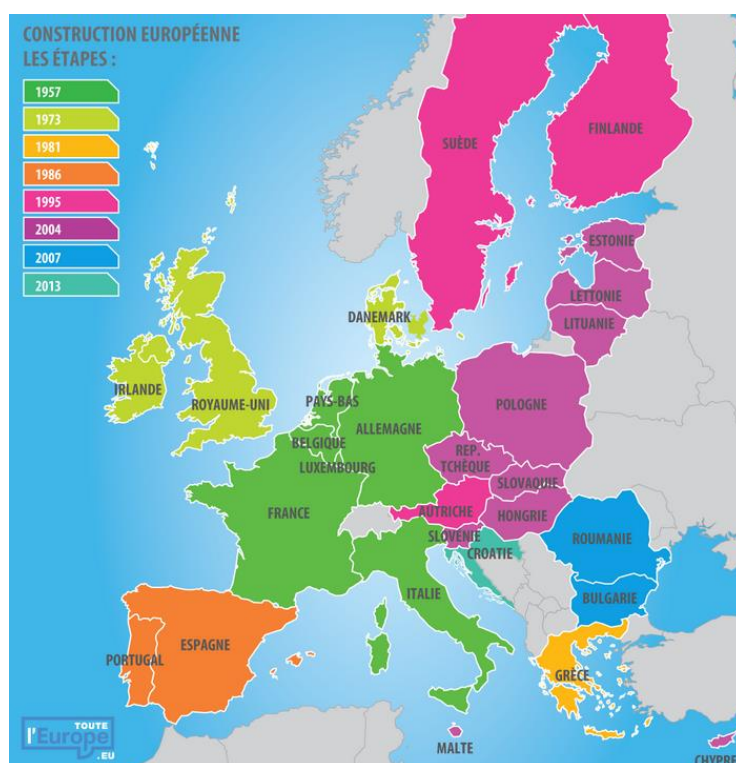 CONSTRUCTION EUROPÉENNE
LES ÉTAPES :
1957
1973
1981
1986
1995
2004
2007
2013
FINLANDE
SUÈDE
ESTONIE
LETTONIE
LITUANIE
DANEMARK
IRLANDE
ROYAUME-UNI
PAYS-BAS
ALLEMAGNE
POLOGNE
BELGIQUE
LUXEMBOURG
REP.
TCHÈQUE
SLOVAQUIE
FRANCE
AUTRICHE
HONGRIE
SLOVÉNIE
CROATIE
ROUMANIE
ITALIE
BULGARIE
PORTUGAL
ESPAGNE
GRÈCE
MALTE
CHYPRE
TOUTE
l'Europe
.EU